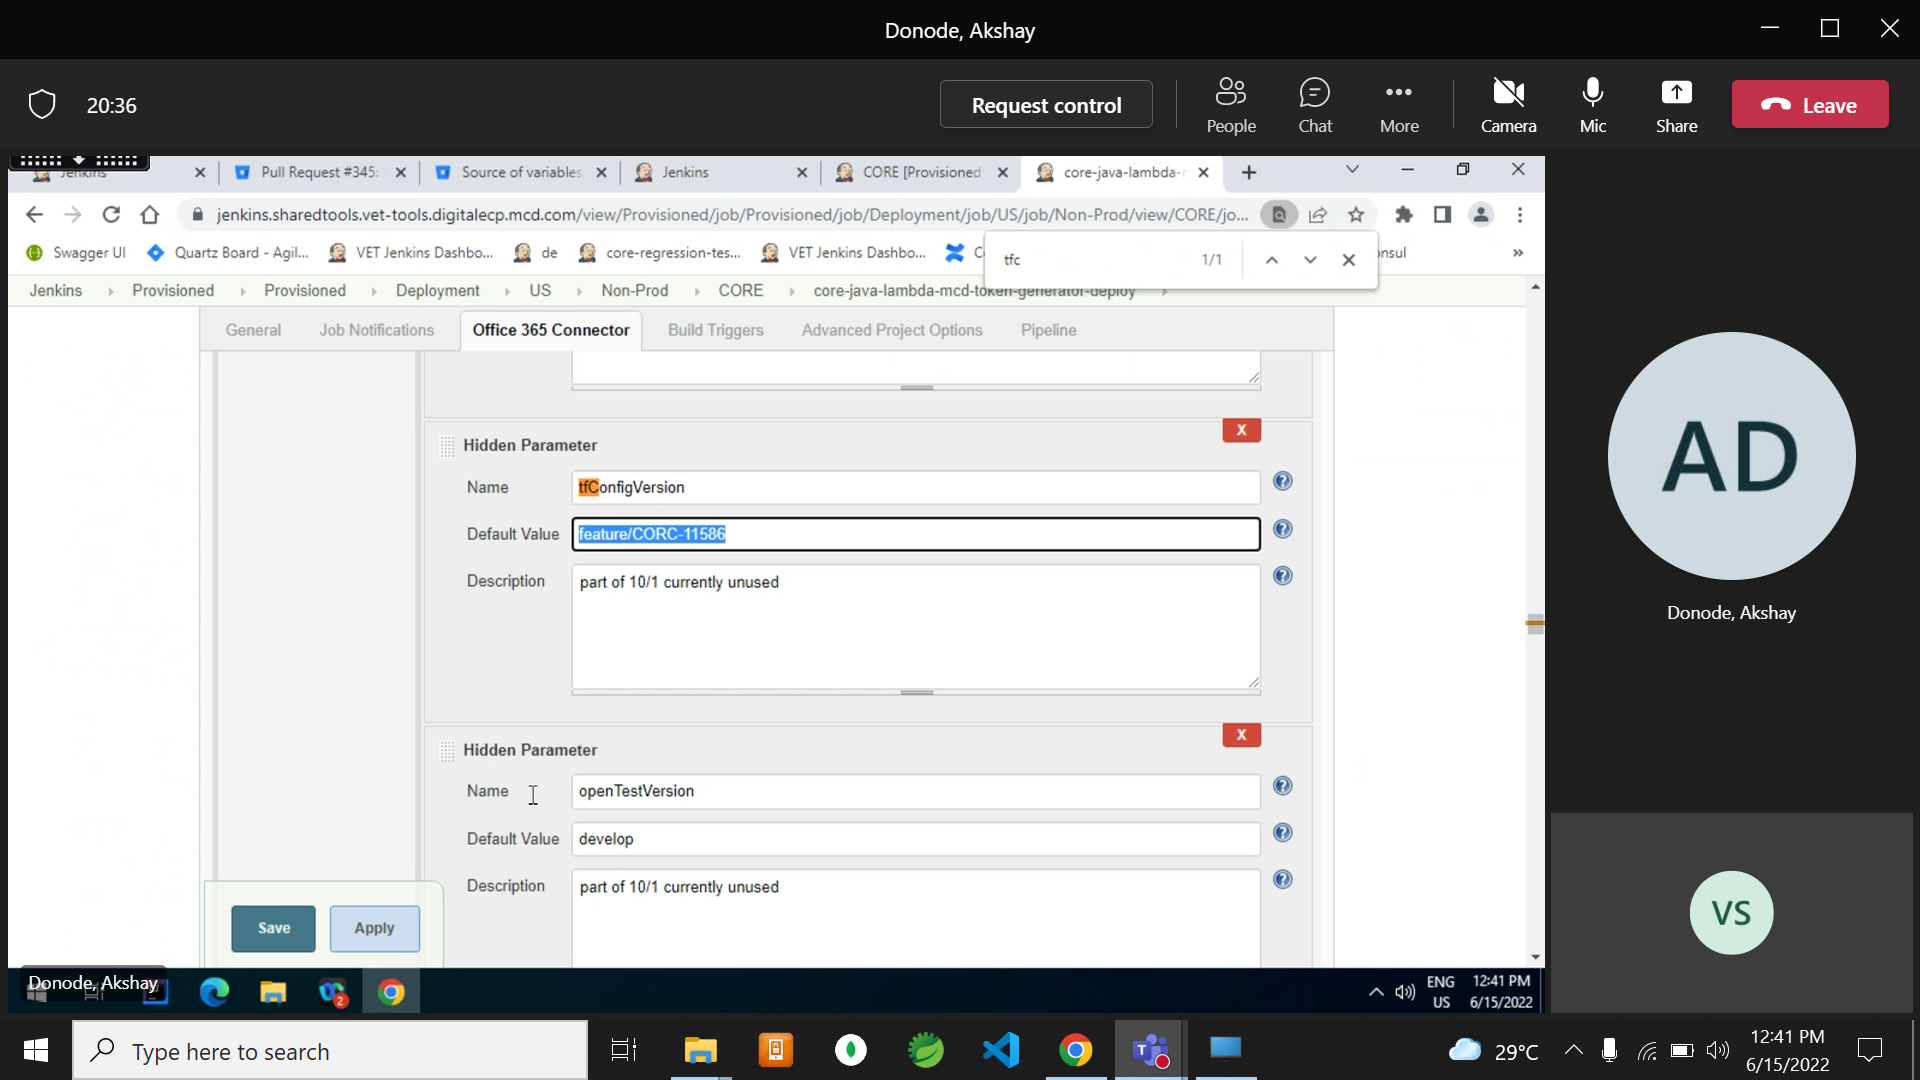 Donode, Akshay
20:36
Request control
People
Chat
More
Camera
Mic
Share
Leave
Jenkins
Pull Request #345:
Source of variables
Jenkins
CORE [Provisioned
core-java-lambda-
jenkins.sharedtools.vet-tools.digitalecp.mcd.com/view/Provisioned/job/Provisioned/job/Deployment/job/US/job/Non-Prod/view/CORE/jo...
Swagger UI
Quartz Board - Agil...
VET Jenkins Dashbo...
de
core-regression-tes...
VET Jenkins Dashbo...
C
onsul
»
tfc
1/1
Jenkins
Provisioned
Provisioned
Deployment
US
Non-Prod
CORE
core-java-lambda-mcd-token-generator-deploy
General
Job Notifications
Office 365 Connector
Build Triggers
Advanced Project Options
Pipeline
X
Hidden Parameter
Name
tfConfigVersion
Default Value
feature/CORC-11586
Description
part of 10/1 currently unused
X
Hidden Parameter
Name
openTestVersion
Default Value
develop
Description
part of 10/1 currently unused
Save
Apply
Donode, Akshay
2
ENG
US
12:41 PM
6/15/2022
AD
Donode, Akshay
VS
Type here to search
29°C
12:41 PM
6/15/2022